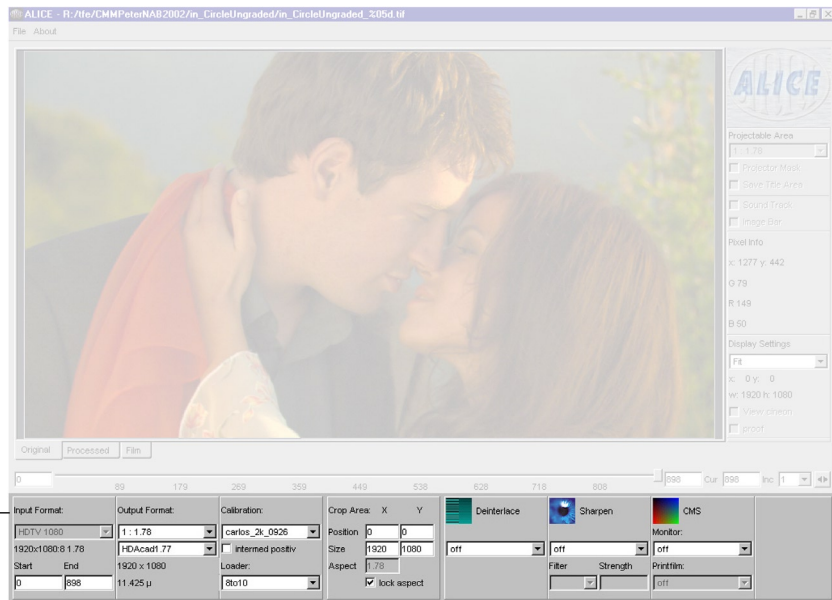 ALICE - R:/tfe/CMMPeterNAB2002/in_CircleUngraded/in_CircleUngraded_%05d.tif
File About
ALICE
Projectable Area
1 : 1.78
Projector Mask
Save Title Area
Sound Track
Image Bar
Pixel Info
x: 1277 y: 442
G 79
R 149
B 50
Display Settings
Fit
x: 0 y: 0
w: 1920 h: 1080
View cineon
proof
Original Processed Film
0 89 179 269 359 449 538 628 718 808 898 Cur 898 Inc 1
Input Format: Output Format: Calibration: Crop Area: X Y Deinterlace Sharpen CMS
HDTV 1080 1 : 1.78 carlos_2k_0926 Position 0 0 Monitor:
1920x1080:8 1.78 HDAcad1.77 intermed positiv Size 1920 1080 off off off
Start End 1920 x 1080 Loader: Aspect 1.78 Filter Strength Printfilm:
0 898 11.425 µ 8to10 lock aspect off